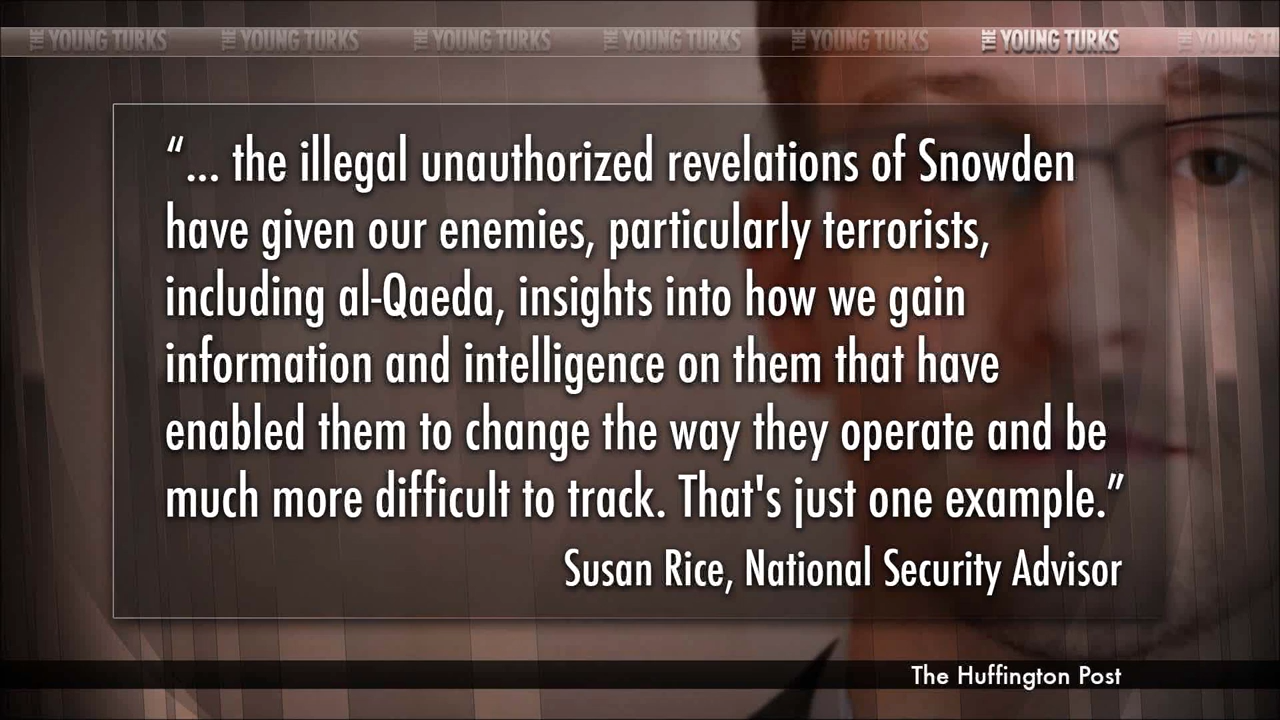 THE YOUNG TURKS THE YOUNG TURKS THE YOUNG TURKS THE YOUNG TURKS THE YOUNG TURKS THE YOUNG TURKS THE YOUNG T
“... the illegal unauthorized revelations of Snowden
have given our enemies, particularly terrorists,
including al-Qaeda, insights into how we gain
information and intelligence on them that have
enabled them to change the way they operate and be
much more difficult to track. That's just one example.”
Susan Rice, National Security Advisor
The Huffington Post